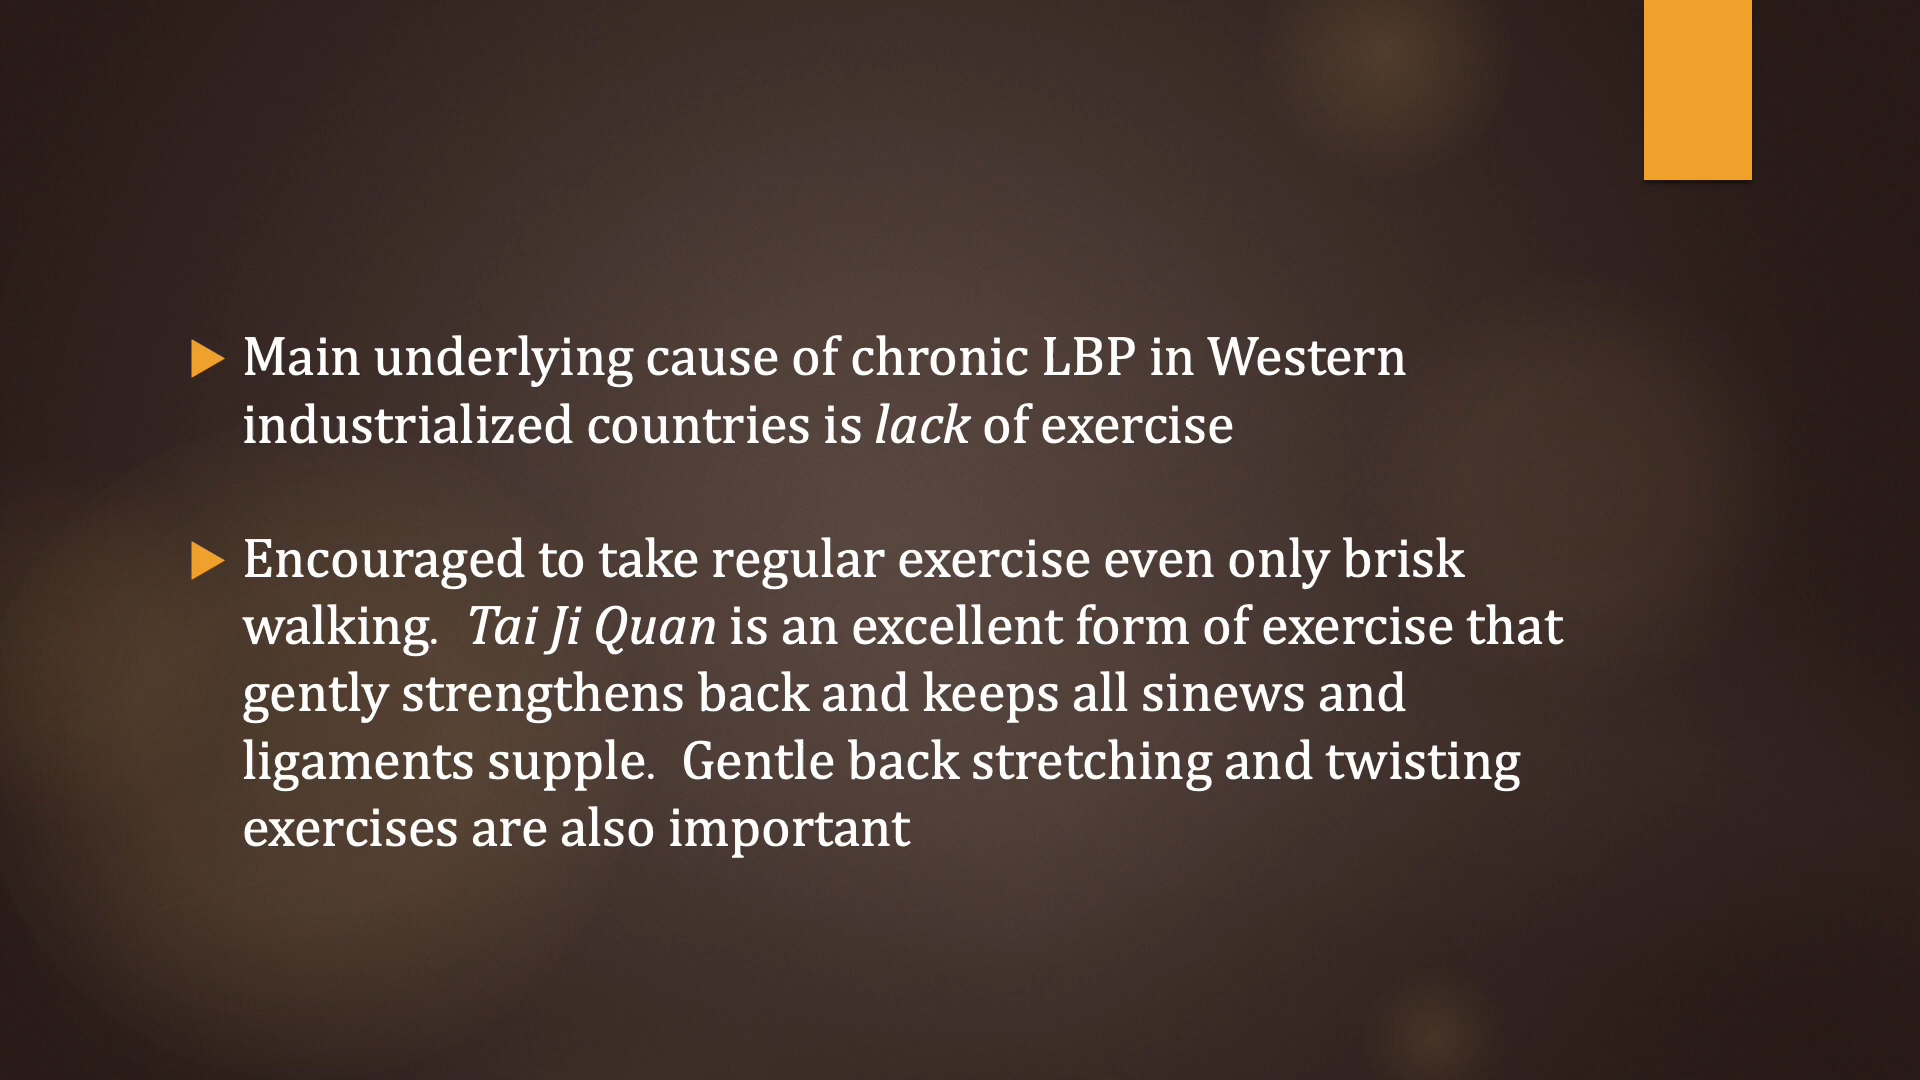 Main underlying cause of chronic LBP in Western
industrialized countries is lack of exercise
Encouraged to take regular exercise even only brisk
walking.  Tai Ji Quan is an excellent form of exercise that
gently strengthens back and keeps all sinews and
ligaments supple.  Gentle back stretching and twisting
exercises are also important